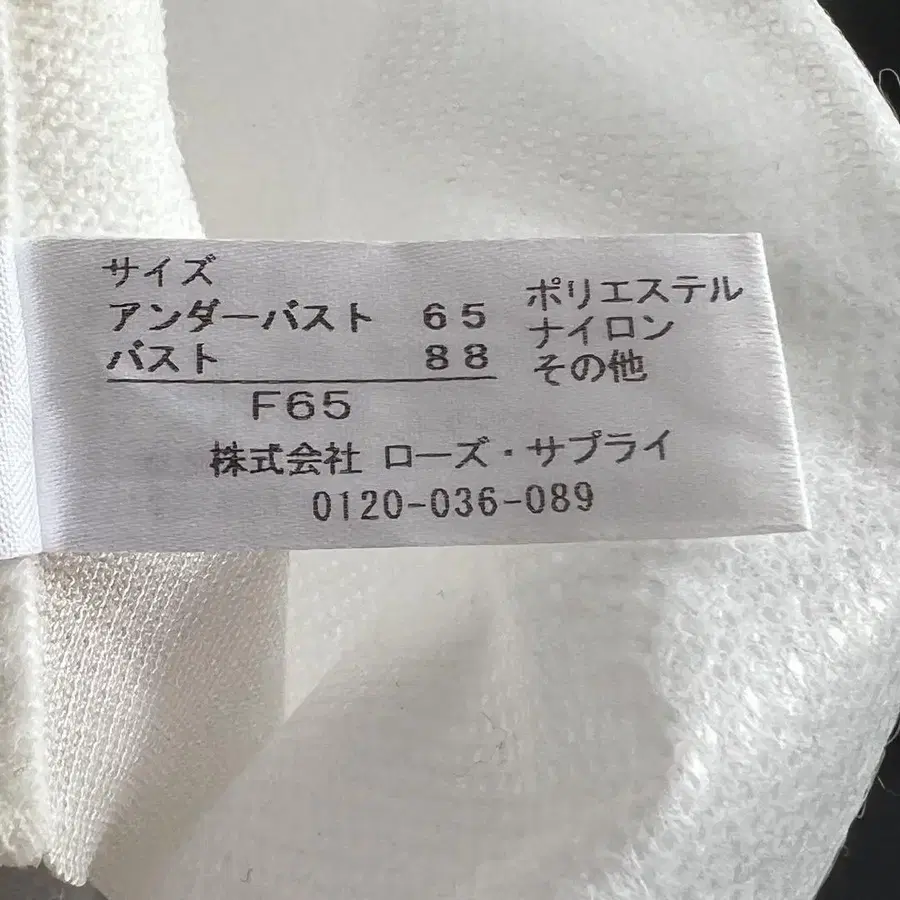 サイズ
アンダーバスト 65
バスト 88
F65
ポリエステル
ナイロン
その他
株式会社 ローズ・サプライ
0120-036-089